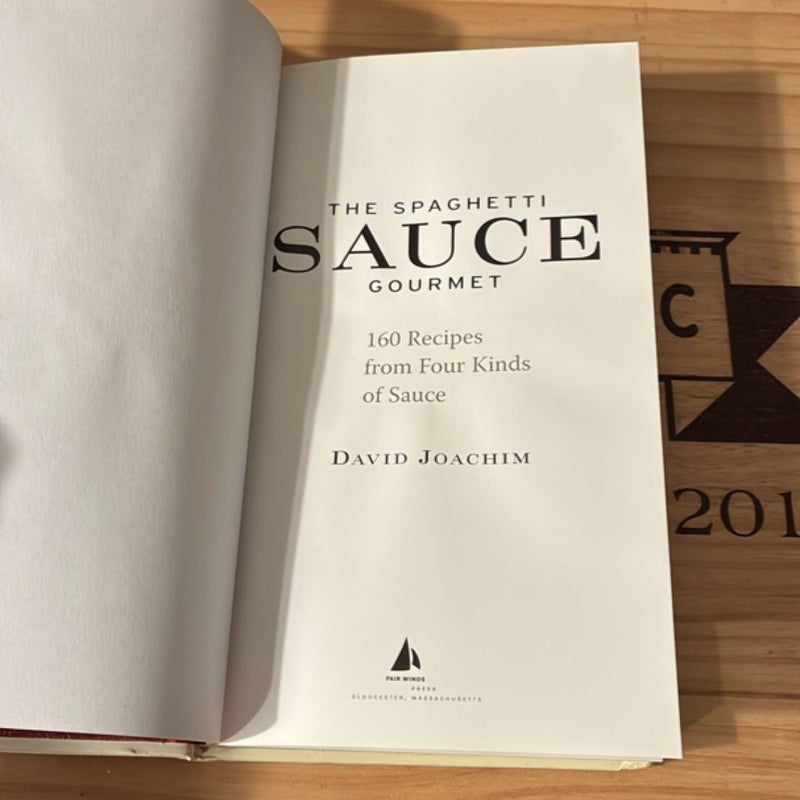 THE SPAGHETTI
SAUCE
GOURMET
160 Recipes
from Four Kinds
of Sauce
DAVID JOACHIM
FAIR WINDS
PRESS
GLOUCESTER, MASSACHUSETTS
C
201